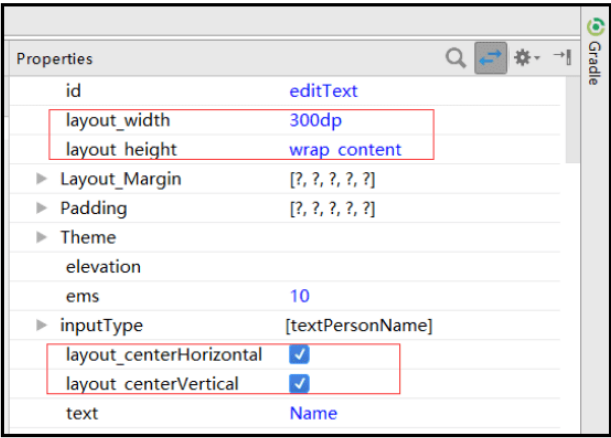 Properties
Gradle
id editText
layout_width 300dp
layout_height wrap_content
Layout_Margin [?, ?, ?, ?, ?]
Padding [?, ?, ?, ?, ?]
Theme
elevation
ems 10
inputType [textPersonName]
layout_centerHorizontal
layout_centerVertical
text Name